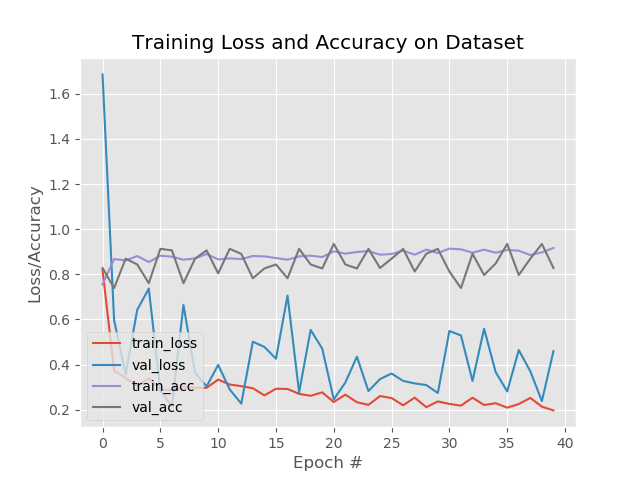 Training Loss and Accuracy on Dataset
Loss/Accuracy
1.6
1.4
1.2
1.0
0.8
0.6
0.4
0.2
train_loss
val_loss
train_acc
val_acc
0 5 10 15 20 25 30 35 40
Epoch #